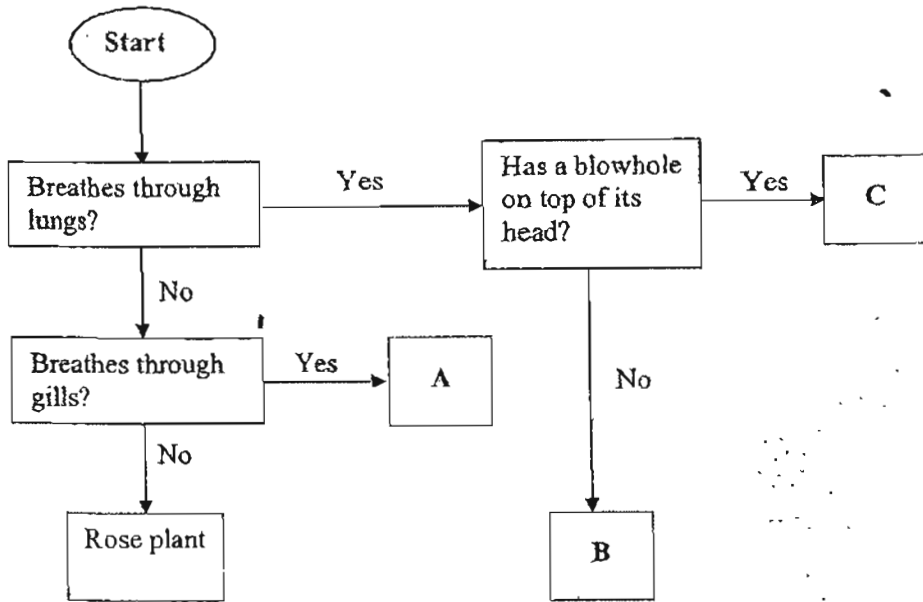 Start
Breathes through
lungs?
Yes
Has a blowhole
on top of its
head?
Yes
C
No
Breathes through
gills?
Yes
A
No
No
Rose plant
B